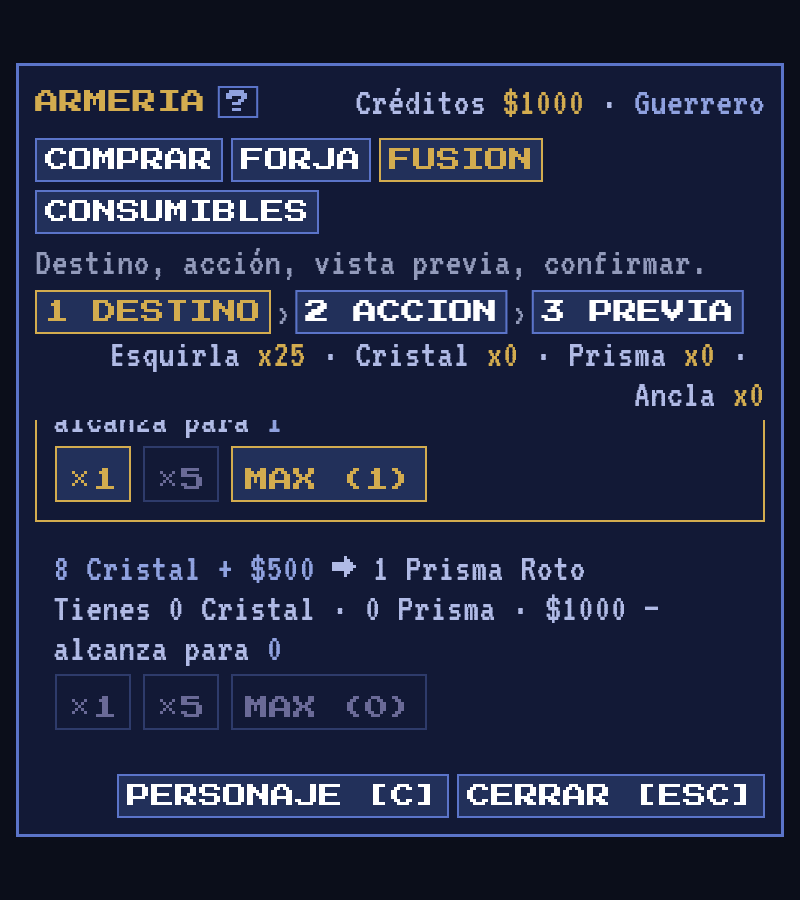 ARMERIA ? Créditos $1000 · Guerrero
COMPRAR FORJA FUSION
CONSUMIBLES
Destino, acción, vista previa, confirmar.
1 DESTINO › 2 ACCION › 3 PREVIA
Esquirla x25 · Cristal x0 · Prisma x0 ·
Ancla x0
alcanza para 1
×1 ×5 MAX (1)
8 Cristal + $500 → 1 Prisma Roto
Tienes 0 Cristal · 0 Prisma · $1000 —
alcanza para 0
×1 ×5 MAX (0)
PERSONAJE [C] CERRAR [ESC]